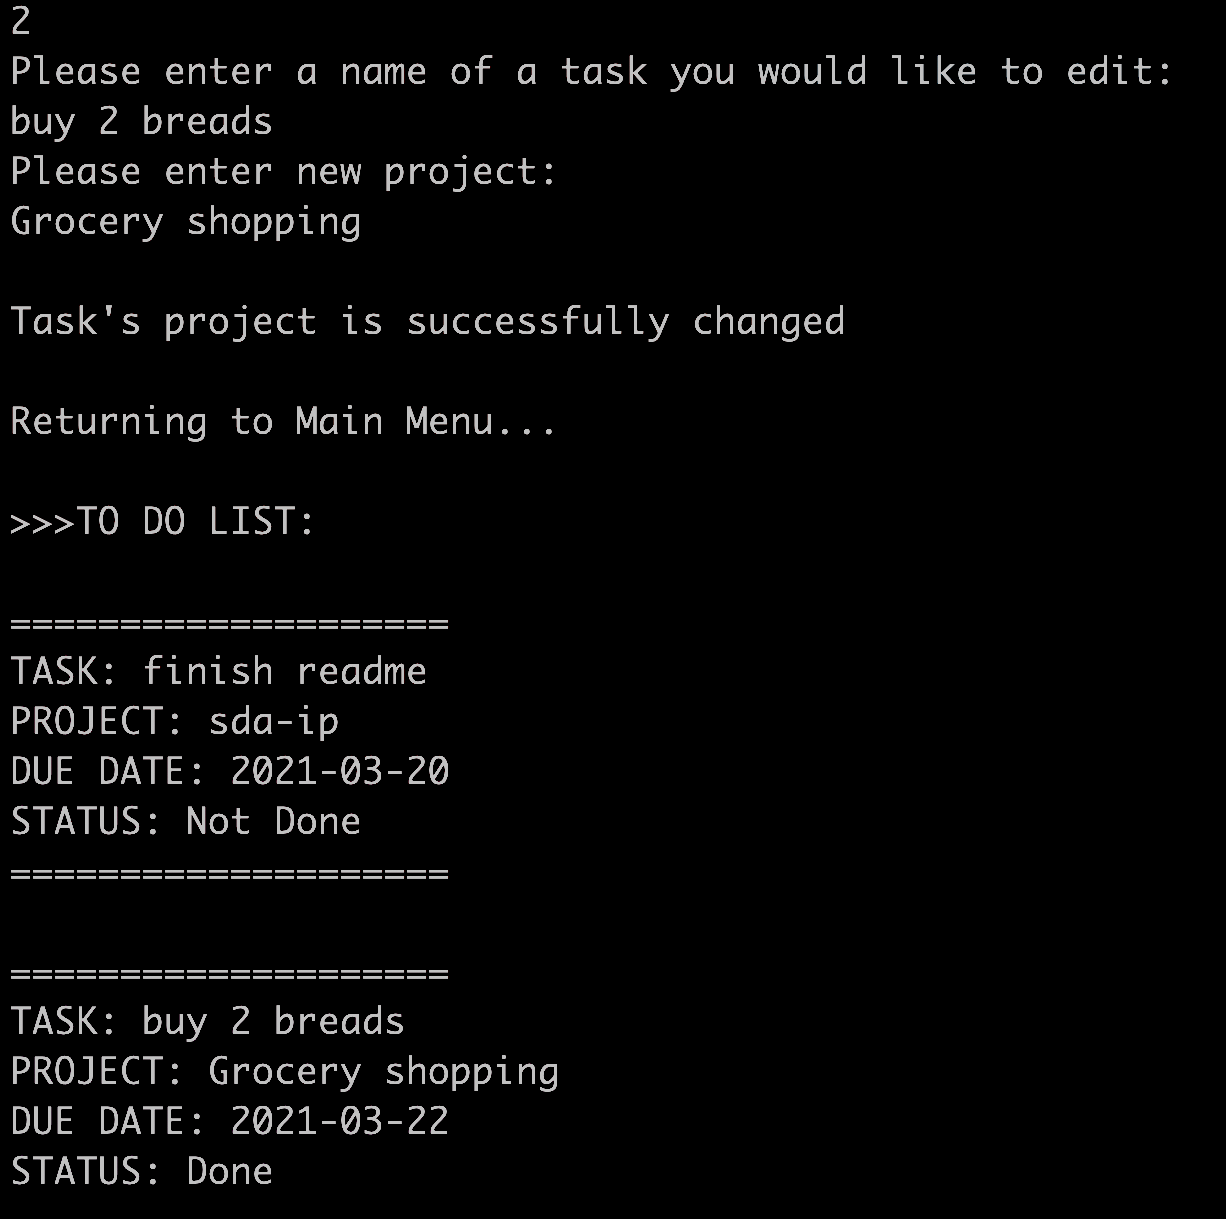 2
Please enter a name of a task you would like to edit:
buy 2 breads
Please enter new project:
Grocery shopping
Task's project is successfully changed
Returning to Main Menu...
>>>TO DO LIST:
====================
TASK: finish readme
PROJECT: sda-ip
DUE DATE: 2021-03-20
STATUS: Not Done
====================
====================
TASK: buy 2 breads
PROJECT: Grocery shopping
DUE DATE: 2021-03-22
STATUS: Done